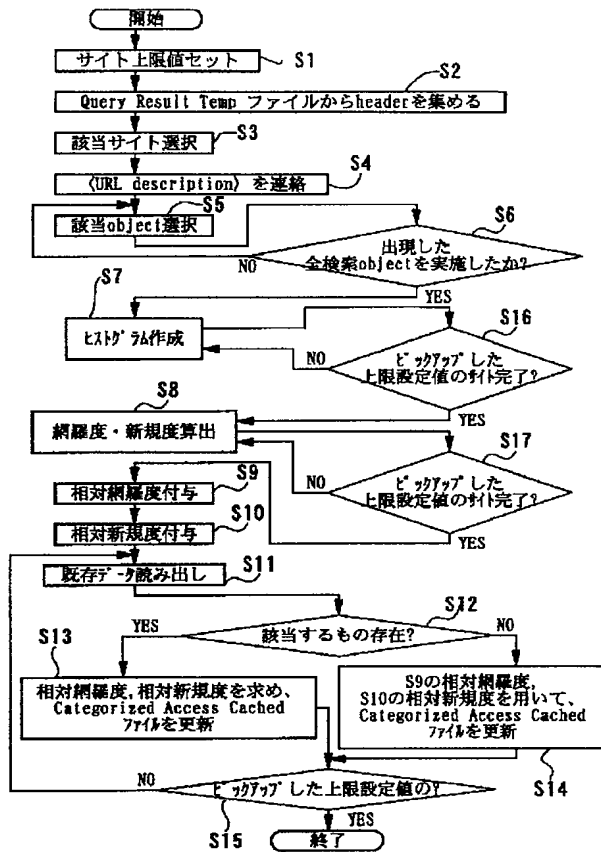 開始
サイト上限値セット
S1
S2
Query Result Temp ファイルからheaderを集める
該当サイト選択
S3
S4
〈URL description〉を連絡
S5
該当object選択
S6
出現した
全検索objectを実施したか?
NO
YES
S7
ﾋｽﾄｸﾞﾗﾑ作成
S16
ﾋﾟｯｸｱｯﾌﾟした
上限設定値のｻｲﾄ完了?
NO
YES
S8
網羅度・新規度算出
S17
ﾋﾟｯｸｱｯﾌﾟした
上限設定値のｻｲﾄ完了?
NO
YES
S9
相対網羅度付与
S10
相対新規度付与
S11
既存ﾃﾞｰﾀ読み出し
S12
該当するもの存在?
YES
NO
S13
相対網羅度,相対新規度を求め、
Categorized Access Cached
ﾌｧｲﾙを更新
S9の相対網羅度,
S10の相対新規度を用いて、
Categorized Access Cached
ﾌｧｲﾙを更新
S14
NO
ﾋﾟｯｸｱｯﾌﾟした上限設定値の?
S15
YES
終了